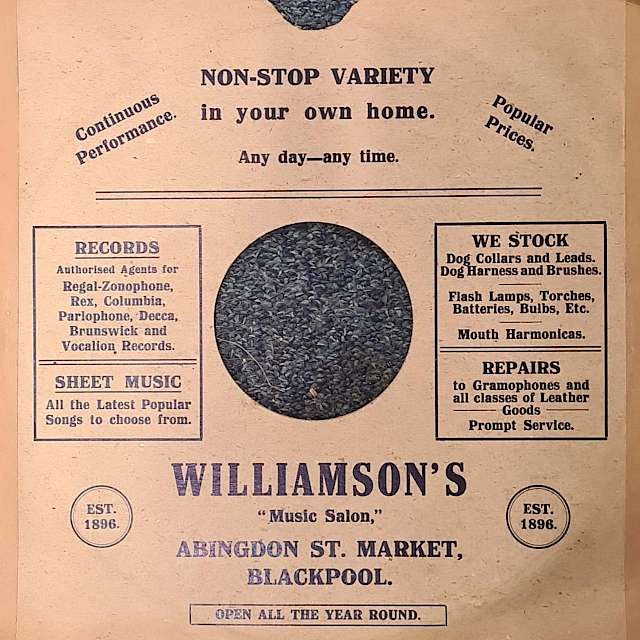 NON-STOP VARIETY
in your own home.
Any day—any time.
Continuous
Performance.
Popular
Prices.
RECORDS
Authorised Agents for
Regal-Zonophone,
Rex, Columbia,
Parlophone, Decca,
Brunswick and
Vocalion Records.
SHEET MUSIC
All the Latest Popular
Songs to choose from.
WE STOCK
Dog Collars and Leads.
Dog Harness and Brushes.
Flash Lamps, Torches,
Batteries, Bulbs, Etc.
Mouth Harmonicas.
REPAIRS
to Gramophones and
all classes of Leather
Goods
Prompt Service.
WILLIAMSON'S
"Music Salon,"
EST.
1896.
EST.
1896.
ABINGDON ST. MARKET,
BLACKPOOL.
OPEN ALL THE YEAR ROUND.